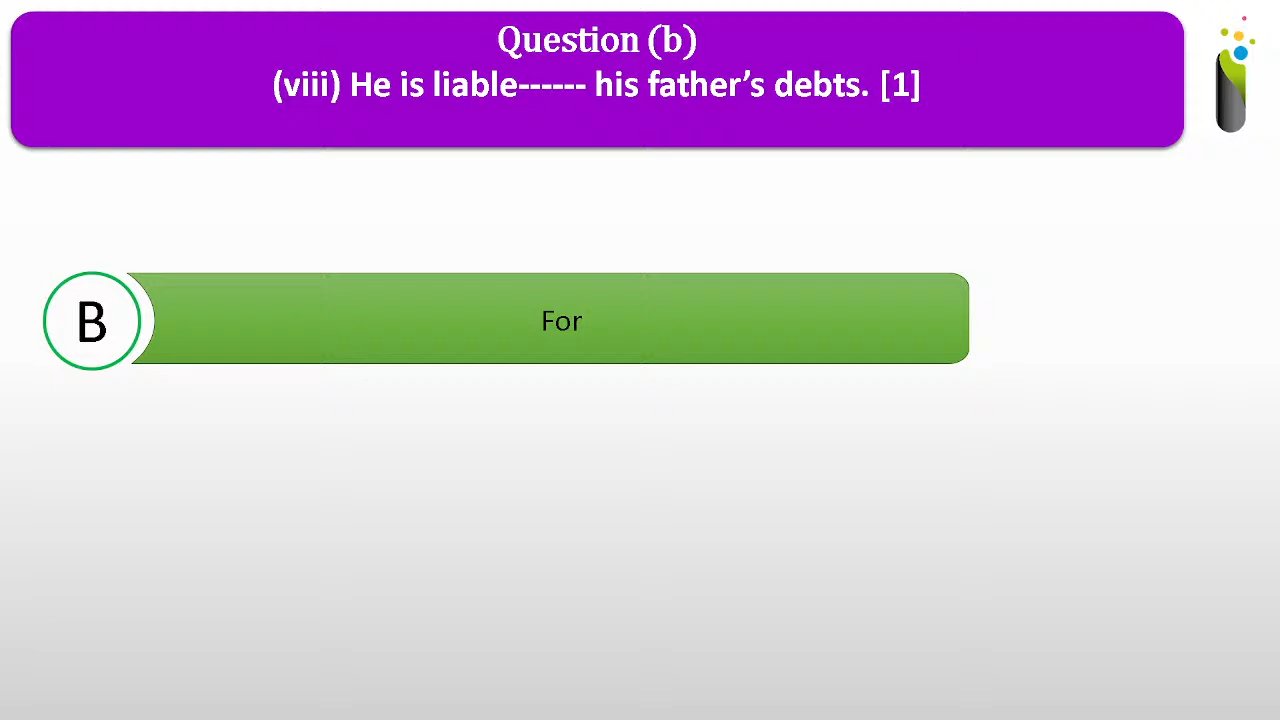 Question (b)
(viii) He is liable------ his father’s debts. [1]
B
For